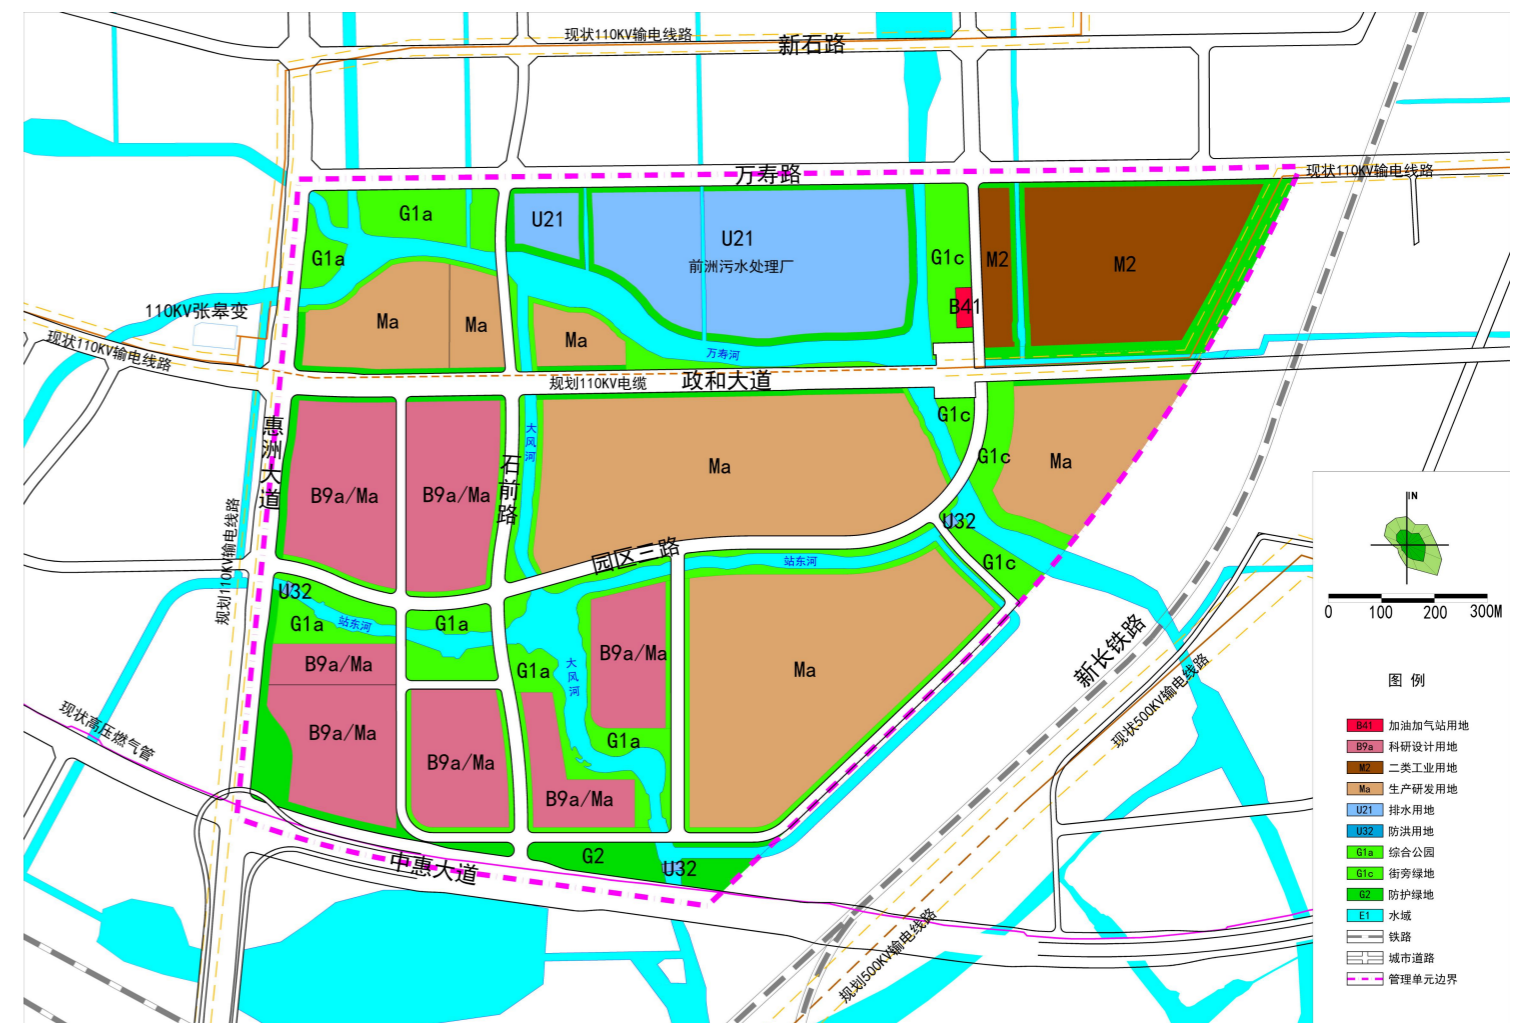 现状110KV输电线路
新石路
万寿路
现状110KV输电线路
G1a
U21
U21
前洲污水处理厂
G1a
G1c
M2
M2
110KV张皋变
B41
Ma
Ma
Ma
现状110KV输电线路
万寿河
规划110KV电缆
政和大道
惠洲大道
大风河
G1c
石前路
Ma
G1c
Ma
B9a/Ma
B9a/Ma
规划110KV输电线路
U32
园区三路
站东河
G1c
U32
G1a
站东河
G1a
B9a/Ma
B9a/Ma
G1a
大风河
Ma
新长铁路
现状500KV输电线路
现状高压燃气管
B9a/Ma
G1a
B9a/Ma
B9a/Ma
G2
U32
中惠大道
规划500KV输电线路
N
0 100 200 300M
图例
B41 加油加气站用地
B9a 科研设计用地
M2 二类工业用地
Ma 生产研发用地
U21 排水用地
U32 防洪用地
G1a 综合公园
G1c 街旁绿地
G2 防护绿地
E1 水域
铁路
城市道路
管理单元边界